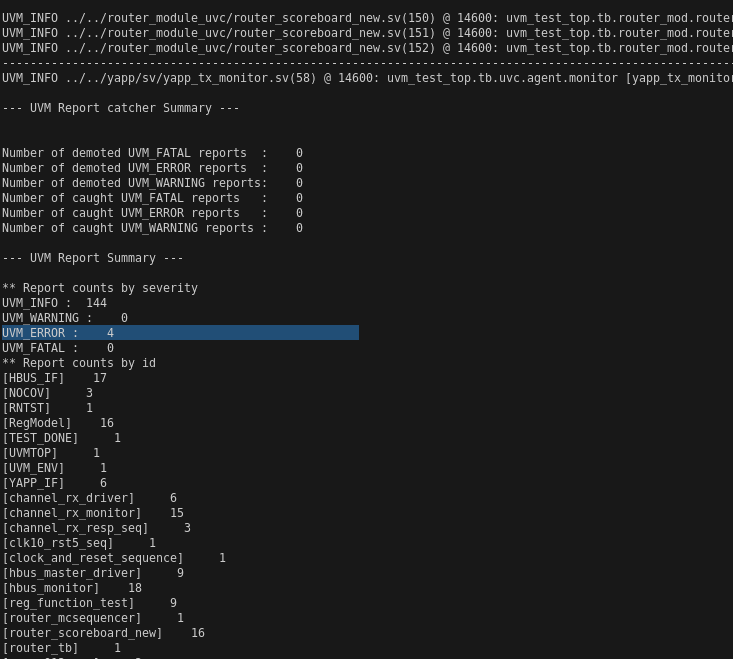 UVM_INFO ../../router_module_uvc/router_scoreboard_new.sv(150) @ 14600: uvm_test_top.tb.router_mod.router
UVM_INFO ../../router_module_uvc/router_scoreboard_new.sv(151) @ 14600: uvm_test_top.tb.router_mod.router
UVM_INFO ../../router_module_uvc/router_scoreboard_new.sv(152) @ 14600: uvm_test_top.tb.router_mod.router
---------------------------------------------------------------------------------------------------------
UVM_INFO ../../yapp/sv/yapp_tx_monitor.sv(58) @ 14600: uvm_test_top.tb.uvc.agent.monitor [yapp_tx_monitor
--- UVM Report catcher Summary ---
Number of demoted UVM_FATAL reports  :    0
Number of demoted UVM_ERROR reports  :    0
Number of demoted UVM_WARNING reports:    0
Number of caught UVM_FATAL reports   :    0
Number of caught UVM_ERROR reports   :    0
Number of caught UVM_WARNING reports :    0
--- UVM Report Summary ---
** Report counts by severity
UVM_INFO :  144
UVM_WARNING :    0
UVM_ERROR :    4
UVM_FATAL :    0
** Report counts by id
[HBUS_IF]    17
[NOCOV]     3
[RNTST]     1
[RegModel]    16
[TEST_DONE]     1
[UVMTOP]     1
[UVM_ENV]     1
[YAPP_IF]     6
[channel_rx_driver]     6
[channel_rx_monitor]    15
[channel_rx_resp_seq]     3
[clk10_rst5_seq]     1
[clock_and_reset_sequence]     1
[hbus_master_driver]     9
[hbus_monitor]    18
[reg_function_test]     9
[router_mcsequencer]     1
[router_scoreboard_new]    16
[router_tb]     1